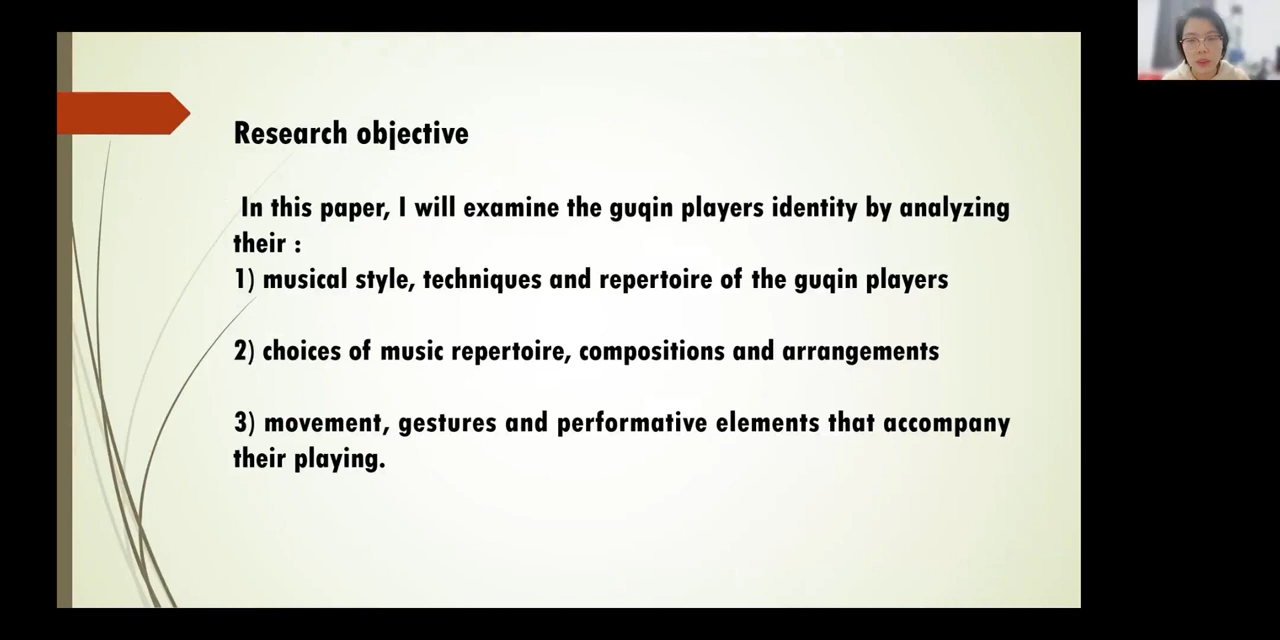 Research objective
In this paper, I will examine the guqin players identity by analyzing
their :
1) musical style, techniques and repertoire of the guqin players
2) choices of music repertoire, compositions and arrangements
3) movement, gestures and performative elements that accompany
their playing.